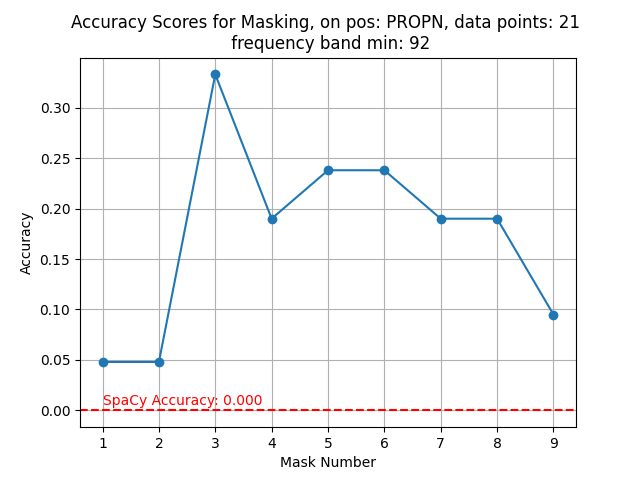 Accuracy Scores for Masking, on pos: PROPN, data points: 21
frequency band min: 92
0.30
0.25
0.20
0.15
0.10
0.05
0.00
Accuracy
SpaCy Accuracy: 0.000
1 2 3 4 5 6 7 8 9
Mask Number